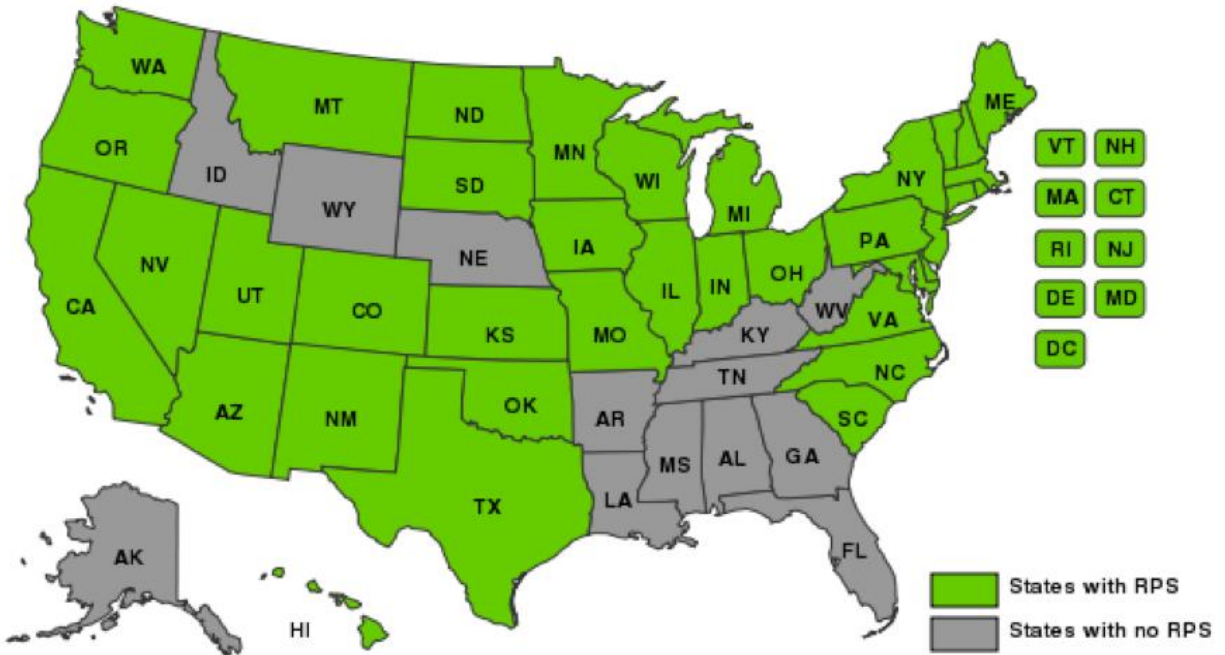 WA
MT
ND
MN
ME
OR
ID
SD
WI
NY
VT NH
WY
MI
MA CT
NV
NE
IA
PA
RI NJ
CA
UT
CO
IL
IN
OH
WV
DE MD
KS
MO
KY
VA
DC
AZ
NM
OK
AR
TN
NC
SC
TX
LA
MS
AL
GA
AK
FL
HI
States with RPS
States with no RPS